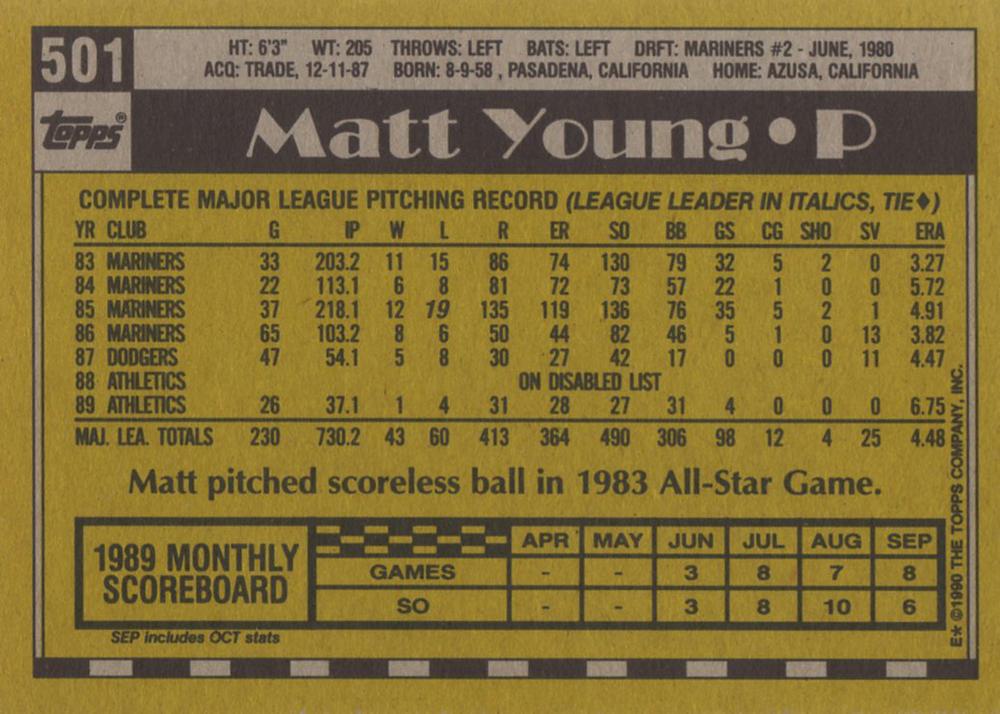 501
HT: 6'3" WT: 205 THROWS: LEFT BATS: LEFT DRFT: MARINERS #2 - JUNE, 1980
ACQ: TRADE, 12-11-87 BORN: 8-9-58 , PASADENA, CALIFORNIA HOME: AZUSA, CALIFORNIA
topps®
Matt Young • P
COMPLETE MAJOR LEAGUE PITCHING RECORD (LEAGUE LEADER IN ITALICS, TIE♦)
YR CLUB G IP W L R ER SO BB GS CG SHO SV ERA
83 MARINERS 33 203.2 11 15 86 74 130 79 32 5 2 0 3.27
84 MARINERS 22 113.1 6 8 81 72 73 57 22 1 0 0 5.72
85 MARINERS 37 218.1 12 19 135 119 136 76 35 5 2 1 4.91
86 MARINERS 65 103.2 8 6 50 44 82 46 5 1 0 13 3.82
87 DODGERS 47 54.1 5 8 30 27 42 17 0 0 0 11 4.47
88 ATHLETICS ON DISABLED LIST
89 ATHLETICS 26 37.1 1 4 31 28 27 31 4 0 0 0 6.75
MAJ. LEA. TOTALS 230 730.2 43 60 413 364 490 306 98 12 4 25 4.48
Matt pitched scoreless ball in 1983 All-Star Game.
1989 MONTHLY
SCOREBOARD
APR MAY JUN JUL AUG SEP
GAMES - - 3 8 7 8
SO - - 3 8 10 6
SEP includes OCT stats
E* ©1990 THE TOPPS COMPANY, INC.